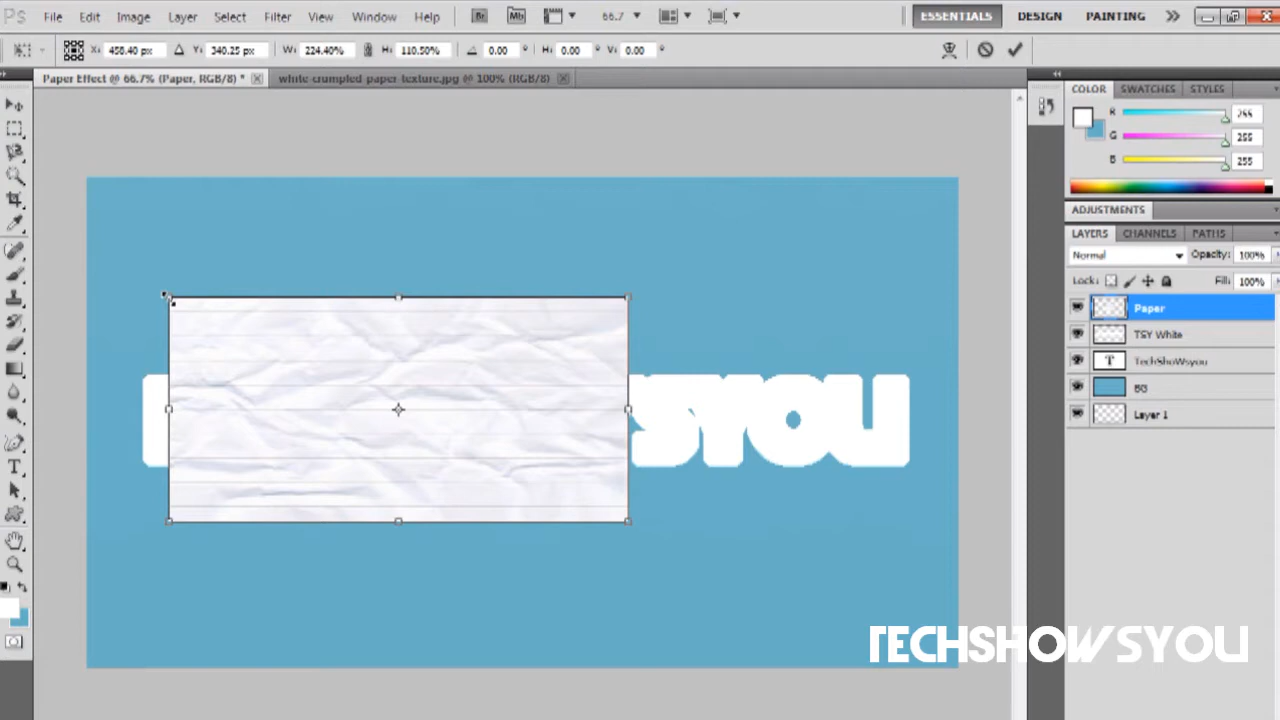 Ps File Edit Image Layer Select Filter View Window Help Br Mb 66.7 ESSENTIALS DESIGN PAINTING
X: 458.40 px Y: 340.25 px W: 224.40% H: 110.50% 0.00 ° H: 0.00 ° V: 0.00 °
Paper Effect @ 66.7% (Paper, RGB/8) * white-crumpled-paper-texture.jpg @ 100% (RGB/8)
COLOR SWATCHES STYLES
R 255
G 255
B 255
ADJUSTMENTS
LAYERS CHANNELS PATHS
Normal Opacity: 100%
Lock: Fill: 100%
Paper
TSY White
T TechShoWsyou
BG
Layer 1
SYOU
TECHSHOWSYOU